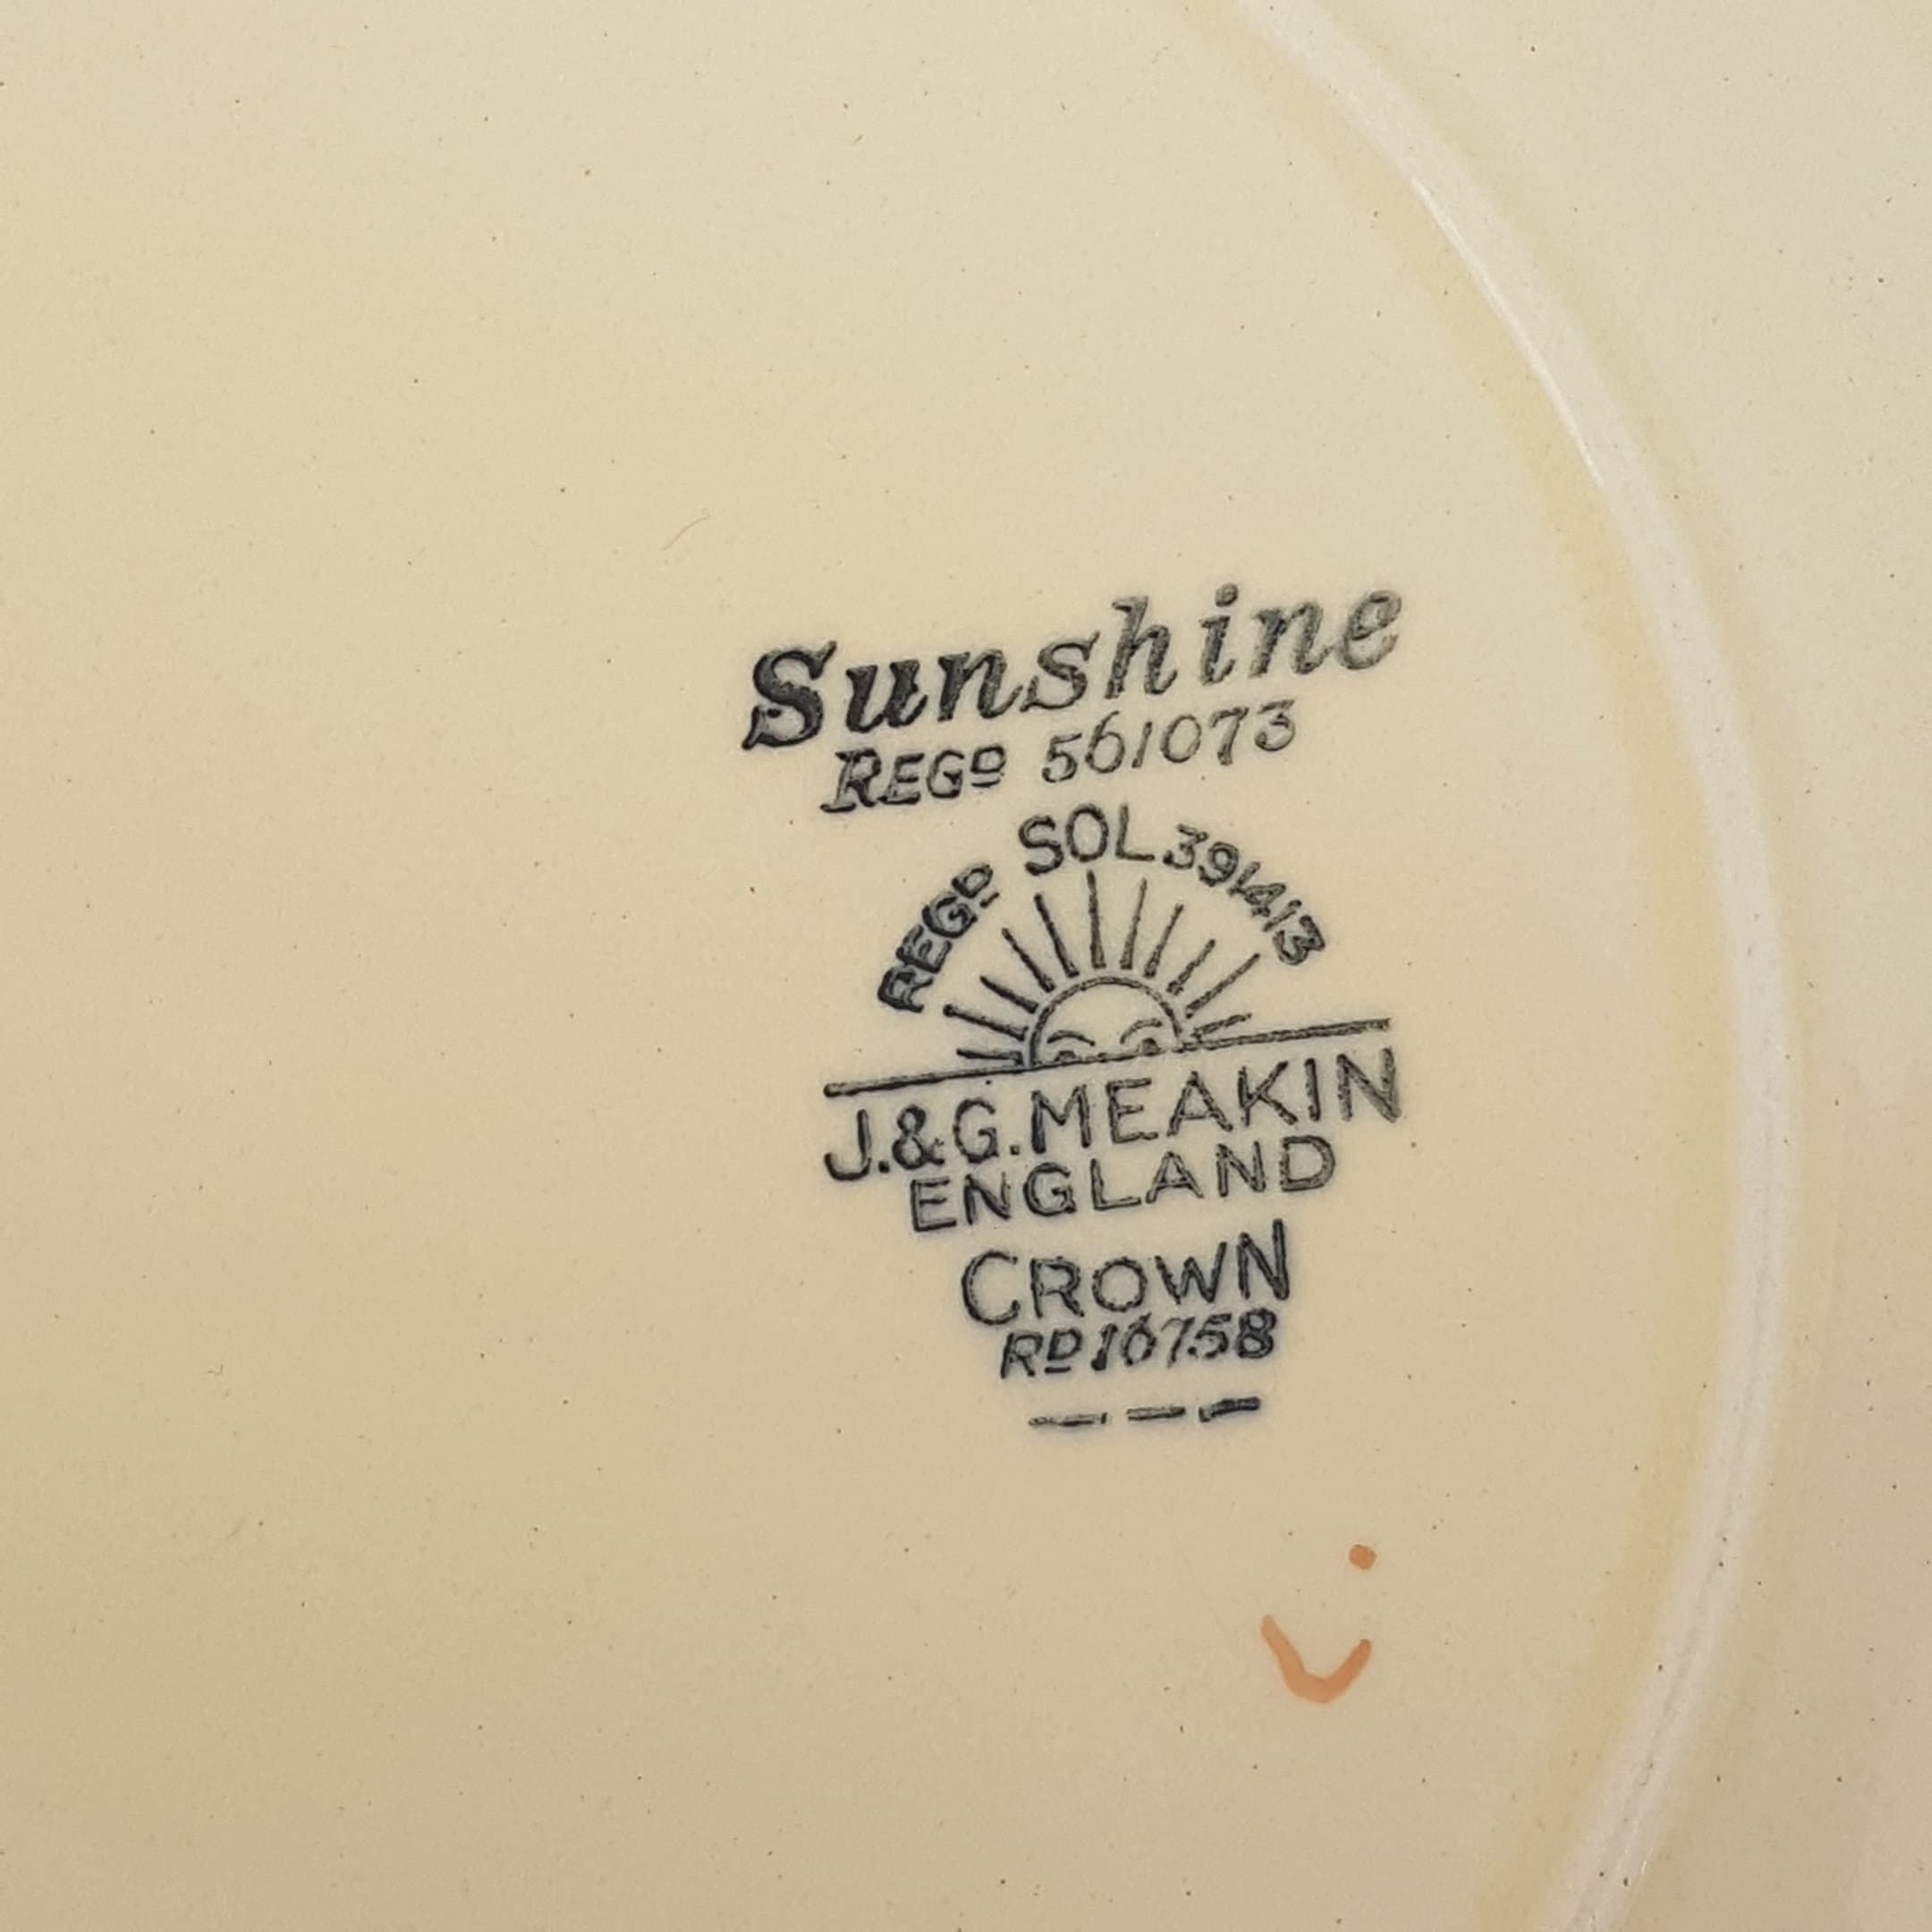 Sunshine
REGD 561073
REGD SOL 391413
J.&G. MEAKIN
ENGLAND
CROWN
RD 16758